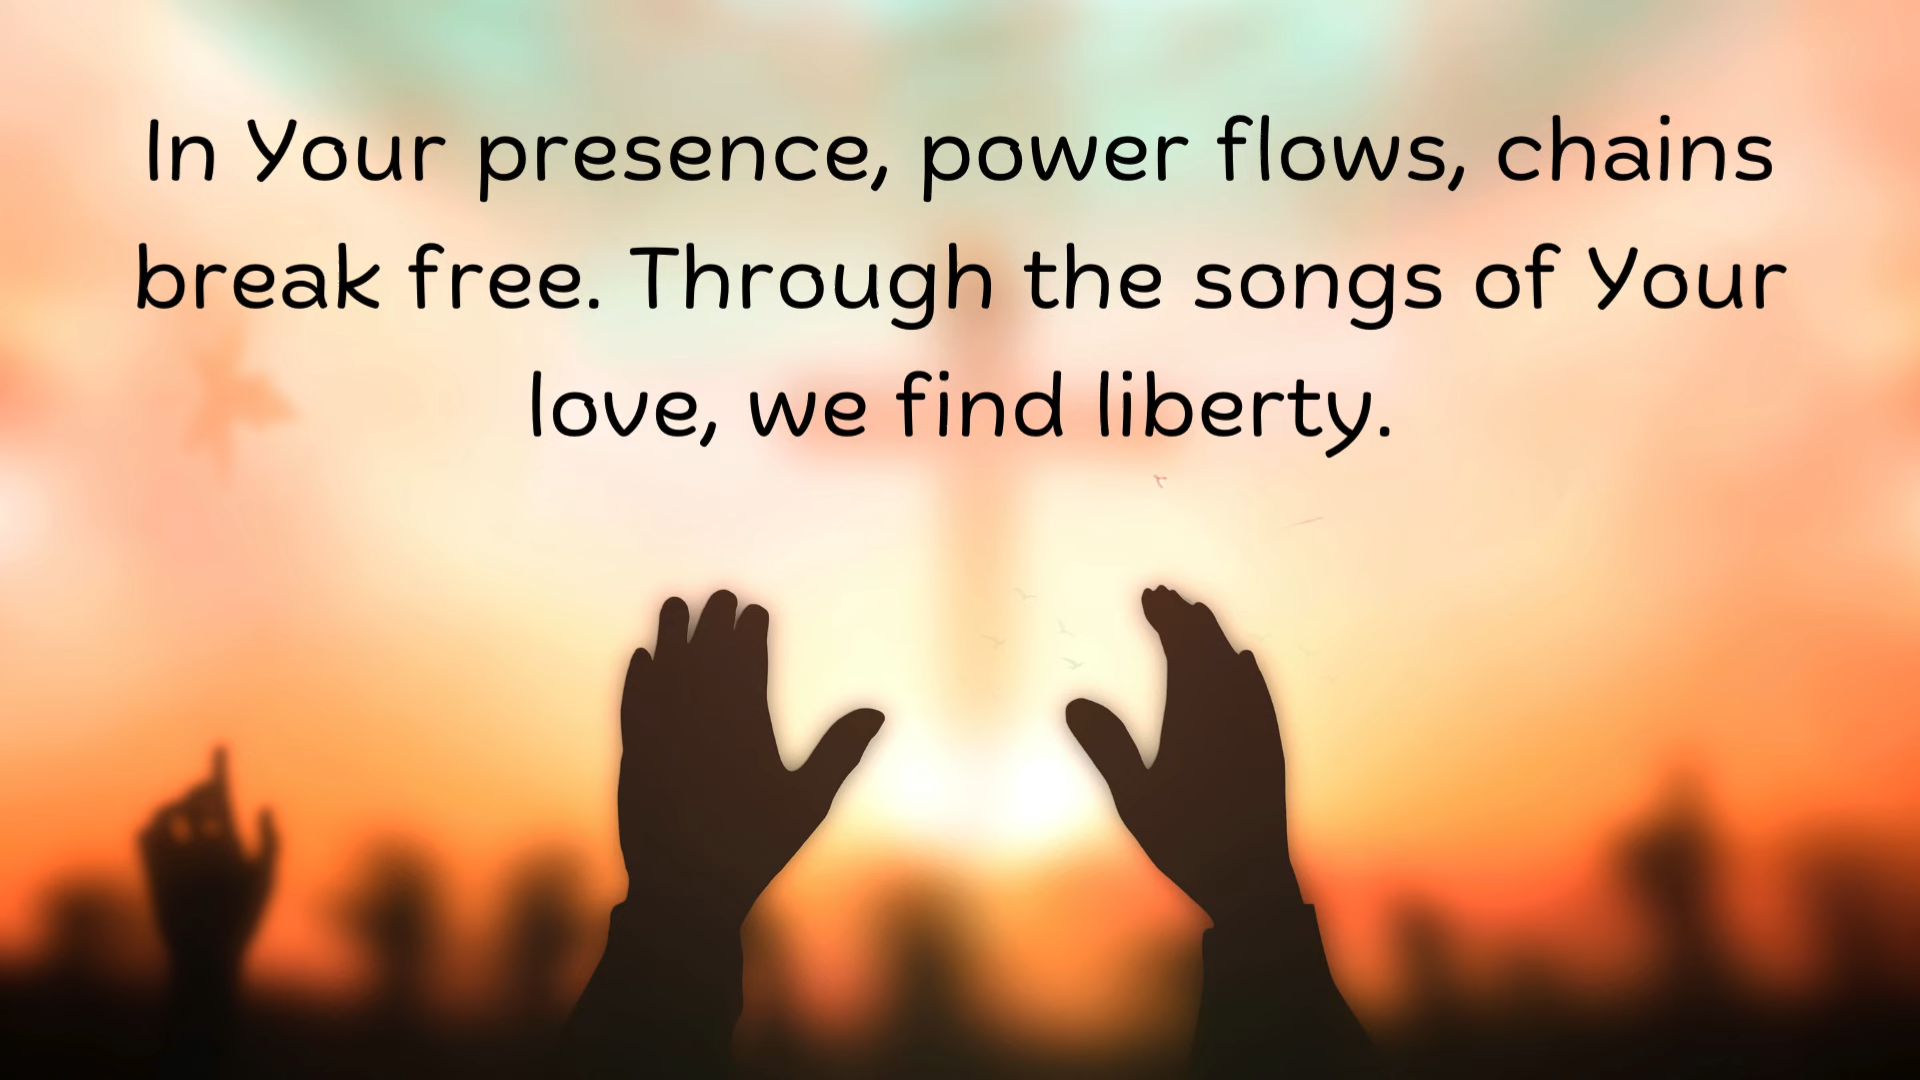 In Your presence, power flows, chains
break free. Through the songs of Your
love, we find liberty.